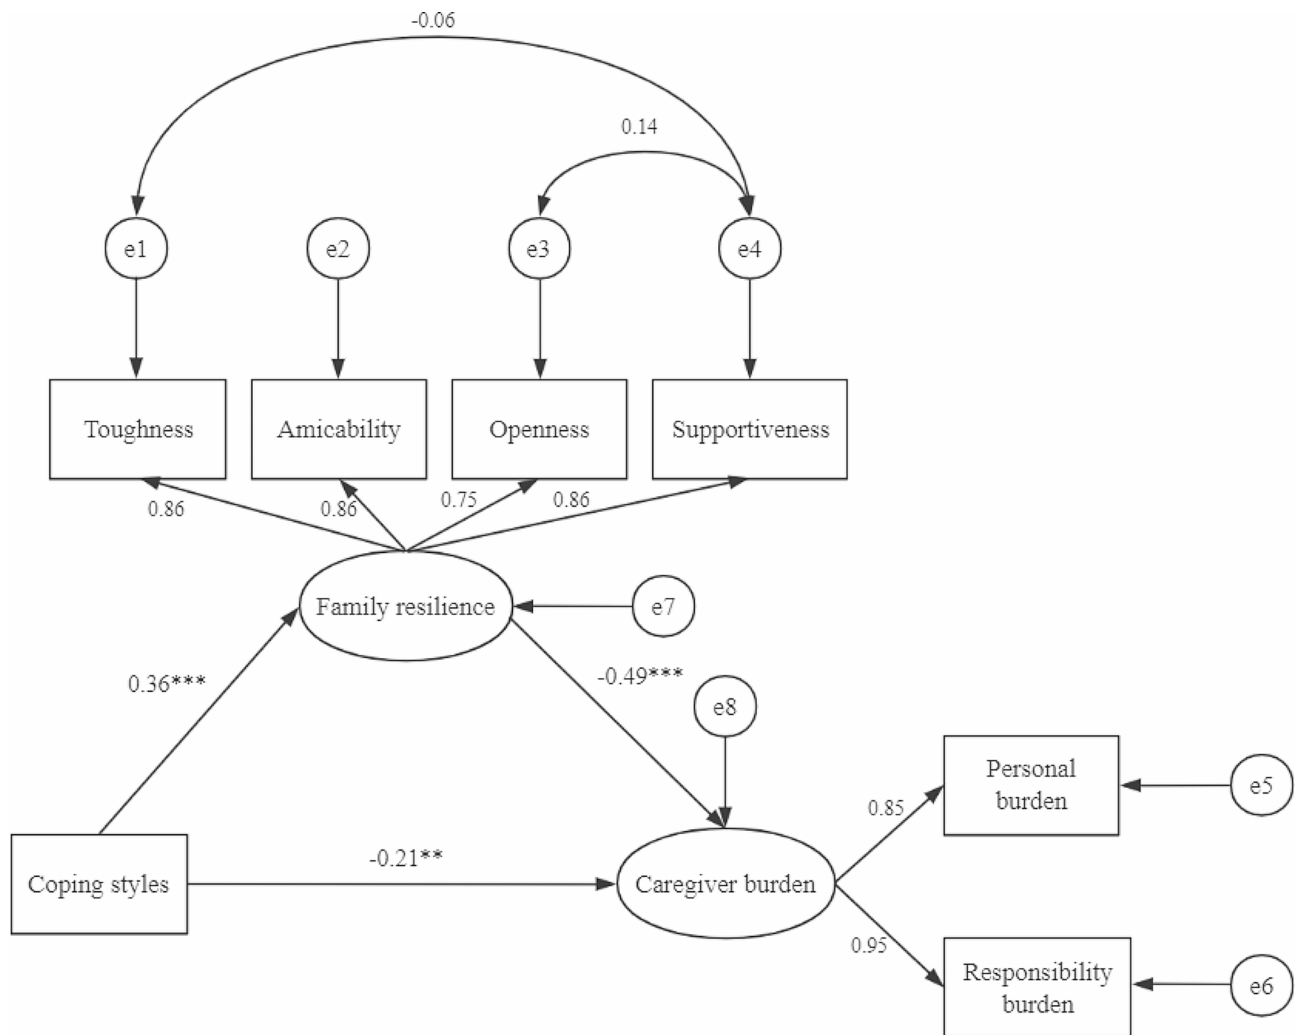 -0.06
0.14
e1
e2
e3
e4
Toughness
Amicability
Openness
Supportiveness
0.86
0.86
0.75
0.86
Family resilience
e7
0.36***
-0.49***
e8
Personal
burden
e5
0.85
-0.21**
Coping styles
Caregiver burden
0.95
Responsibility
burden
e6